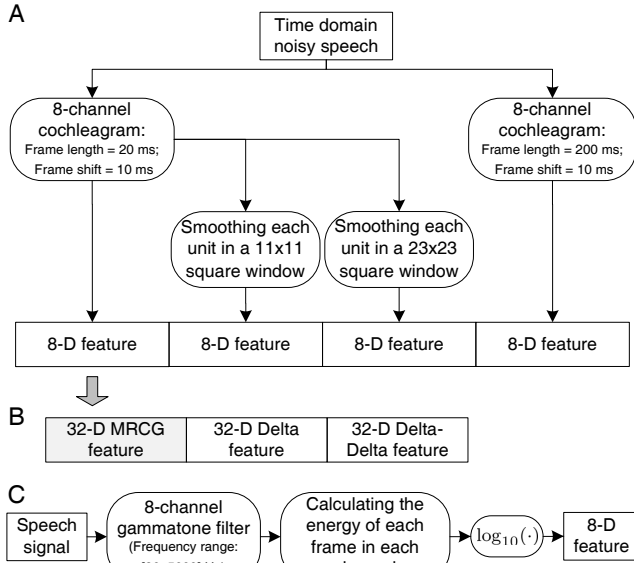 A
Time domain
noisy speech
8-channel
cochleagram:
Frame length = 20 ms;
Frame shift = 10 ms
8-channel
cochleagram:
Frame length = 200 ms;
Frame shift = 10 ms
Smoothing each
unit in a 11x11
square window
Smoothing each
unit in a 23x23
square window
8-D feature
8-D feature
8-D feature
8-D feature
B
32-D MRCG
feature
32-D Delta
feature
32-D Delta-
Delta feature
C
Speech
signal
8-channel
gammatone filter
(Frequency range:
Calculating the
energy of each
frame in each
log₁₀(·)
8-D
feature